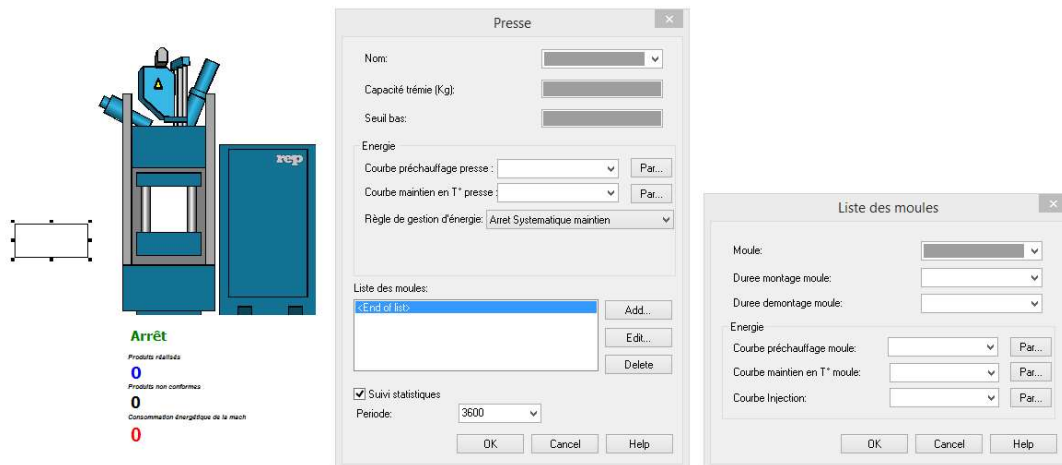 rep
Arrêt
Produits réalisés
0
Produits non conformes
0
Consommation énergétique de la mach
0
Presse
Nom:
Capacité trémie (Kg):
Seuil bas:
Energie
Courbe préchauffage presse :
Par...
Courbe maintien en T° presse :
Par...
Règle de gestion d'énergie: Arret Systematique maintien
Liste des moules:
<End of list>
Add...
Edit...
Delete
Suivi statistiques
Periode: 3600
OK Cancel Help
Liste des moules
Moule:
Duree montage moule:
Duree demontage moule:
Energie
Courbe préchauffage moule: Par...
Courbe maintien en T° moule: Par...
Courbe Injection: Par...
OK Cancel Help